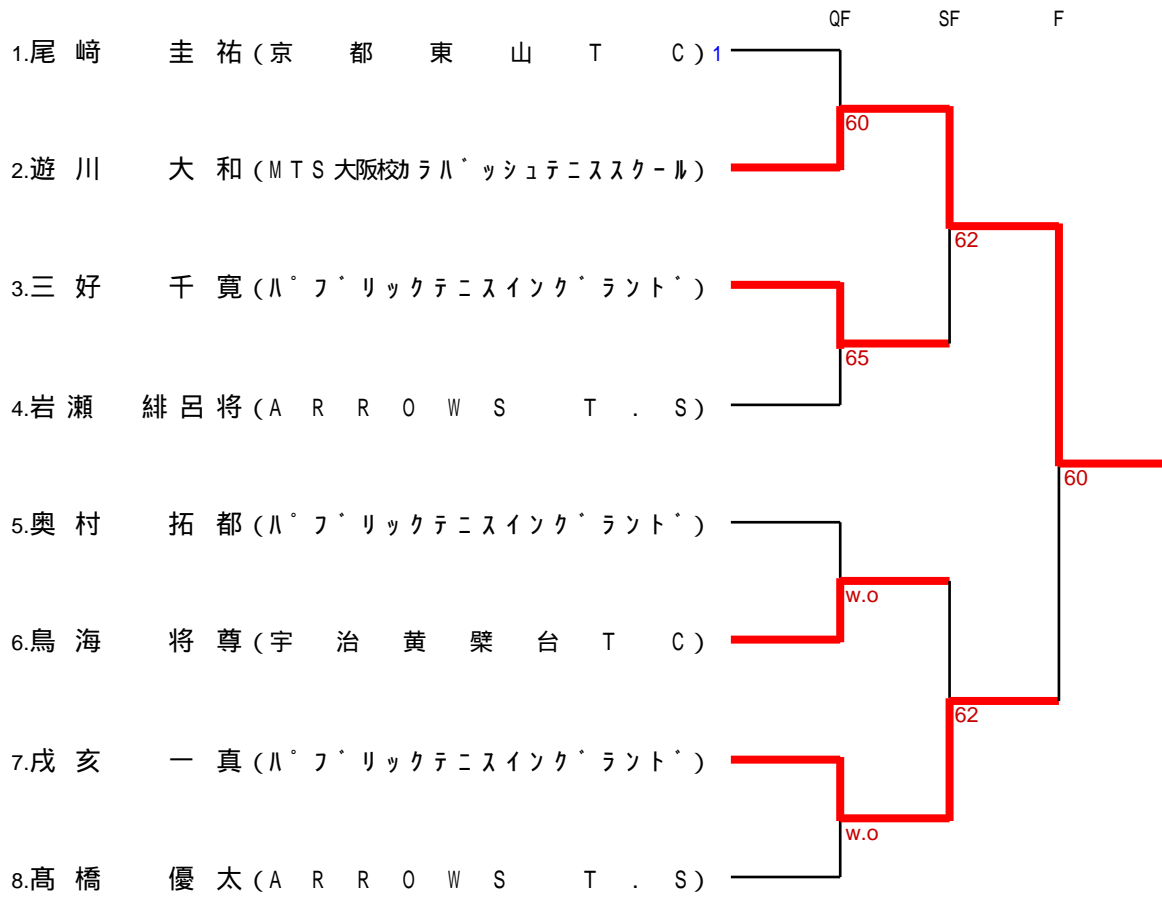 QF SF F
1.尾﨑 圭祐(京都東山TC)1
60
2.遊川 大和(MTS大阪校ｶﾗﾊﾞｯｼｭﾃﾆｽｽｸｰﾙ)
62
3.三好 千寛(ﾊﾟﾌﾞﾘｯｸﾃﾆｽｲﾝｸﾞﾗﾝﾄﾞ)
65
4.岩瀬 緋呂将(ARROWS T.S)
60
5.奥村 拓都(ﾊﾟﾌﾞﾘｯｸﾃﾆｽｲﾝｸﾞﾗﾝﾄﾞ)
w.o
6.鳥海 将尊(宇治黄檗台TC)
62
7.戌亥 一真(ﾊﾟﾌﾞﾘｯｸﾃﾆｽｲﾝｸﾞﾗﾝﾄﾞ)
w.o
8.髙橋 優太(ARROWS T.S)